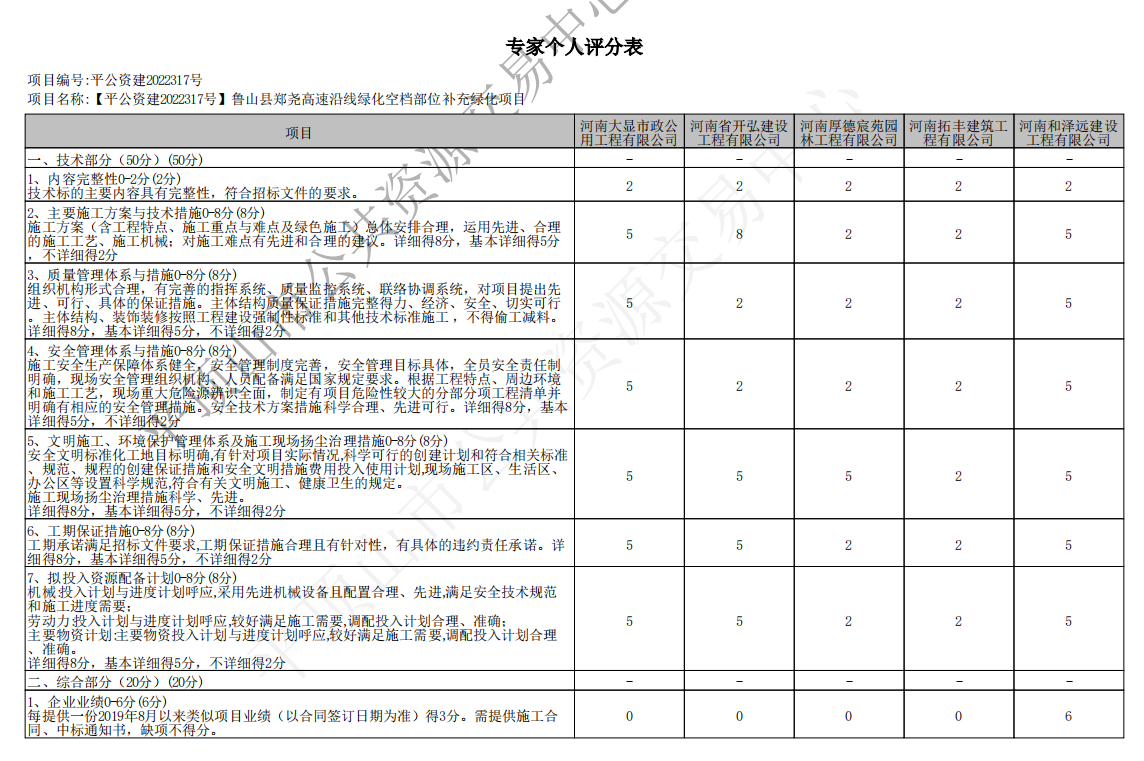 专家个人评分表
项目编号:平公资建2022317号
项目名称:【平公资建2022317号】鲁山县郑尧高速沿线绿化空档部位补充绿化项目
项目
河南大显市政公
用工程有限公司
河南省开弘建设
工程有限公司
河南厚德宸苑园
林工程有限公司
河南拓丰建筑工
程有限公司
河南和泽远建设
工程有限公司
一、技术部分（50分）(50分)
－ － － － －
1、内容完整性0-2分(2分)
技术标的主要内容具有完整性，符合招标文件的要求。
2 2 2 2 2
2、主要施工方案与技术措施0-8分(8分)
施工方案（含工程特点、施工重点与难点及绿色施工）总体安排合理，运用先进、合理
的施工工艺、施工机械；对施工难点有先进和合理的建议。详细得8分，基本详细得5分
，不详细得2分
5 8 2 2 5
3、质量管理体系与措施0-8分(8分)
组织机构形式合理，有完善的指挥系统、质量监控系统、联络协调系统，对项目提出先
进、可行、具体的保证措施。主体结构质量保证措施完整得力、经济、安全、切实可行
。主体结构、装饰装修按照工程建设强制性标准和其他技术标准施工，不得偷工减料。
详细得8分，基本详细得5分，不详细得2分
5 2 2 2 5
4、安全管理体系与措施0-8分(8分)
施工安全生产保障体系健全，安全管理制度完善，安全管理目标具体，全员安全责任制
明确，现场安全管理组织机构、人员配备满足国家规定要求。根据工程特点、周边环境
和施工工艺，现场重大危险源辨识全面，制定有项目危险性较大的分部分项工程清单并
明确有相应的安全管理措施。安全技术方案措施科学合理、先进可行。详细得8分，基本
详细得5分，不详细得2分
5 2 2 2 5
5、文明施工、环境保护管理体系及施工现场扬尘治理措施0-8分(8分)
安全文明标准化工地目标明确,有针对项目实际情况,科学可行的创建计划和符合相关标准
、规范、规程的创建保证措施和安全文明措施费用投入使用计划,现场施工区、生活区、
办公区等设置科学规范,符合有关文明施工、健康卫生的规定。
施工现场扬尘治理措施科学、先进。
详细得8分，基本详细得5分，不详细得2分
5 5 5 2 5
6、工期保证措施0-8分(8分)
工期承诺满足招标文件要求,工期保证措施合理且有针对性，有具体的违约责任承诺。详
细得8分，基本详细得5分，不详细得2分
5 5 2 2 5
7、拟投入资源配备计划0-8分(8分)
机械:投入计划与进度计划呼应,采用先进机械设备且配置合理、先进,满足安全技术规范
和施工进度需要；
劳动力:投入计划与进度计划呼应,较好满足施工需要,调配投入计划合理、准确；
主要物资计划:主要物资投入计划与进度计划呼应,较好满足施工需要,调配投入计划合理
、准确。
详细得8分，基本详细得5分，不详细得2分
5 5 2 2 5
二、综合部分（20分）(20分)
－ － － － －
1、企业业绩0-6分(6分)
每提供一份2019年8月以来类似项目业绩（以合同签订日期为准）得3分。需提供施工合
同、中标通知书，缺项不得分。
0 0 0 0 6
平顶山市公共资源交易中心
平顶山市公共资源交易中心